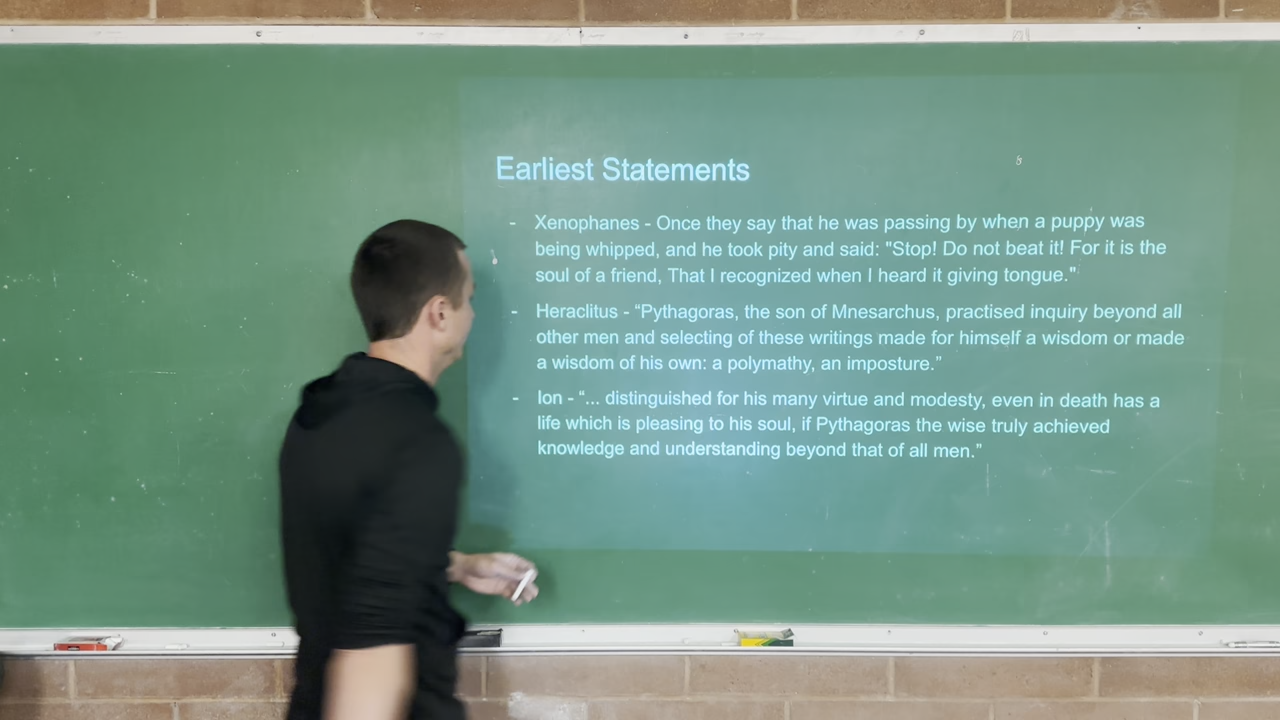 Earliest Statements
- Xenophanes - Once they say that he was passing by when a puppy was
being whipped, and he took pity and said: "Stop! Do not beat it! For it is the
soul of a friend, That I recognized when I heard it giving tongue."
- Heraclitus - “Pythagoras, the son of Mnesarchus, practised inquiry beyond all
other men and selecting of these writings made for himself a wisdom or made
a wisdom of his own: a polymathy, an imposture.”
- Ion - “... distinguished for his many virtue and modesty, even in death has a
life which is pleasing to his soul, if Pythagoras the wise truly achieved
knowledge and understanding beyond that of all men.”